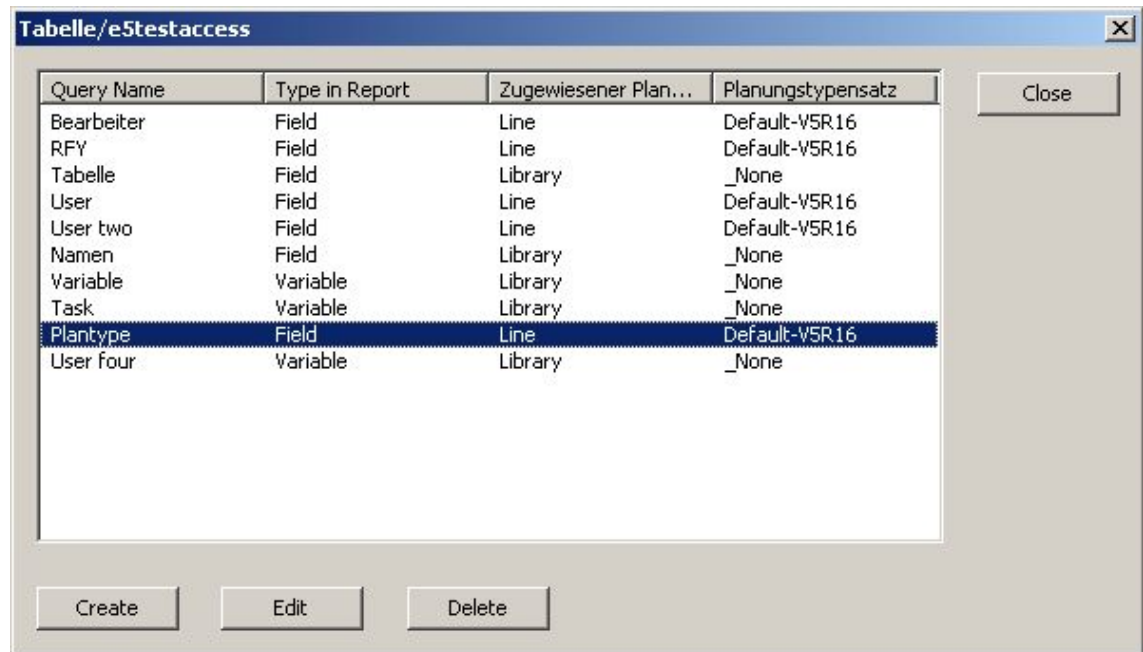 Tabelle/e5testaccess
Query Name Type in Report Zugewiesener Plan... Planungstypensatz
Close
Bearbeiter Field Line Default-V5R16
RFY Field Line Default-V5R16
Tabelle Field Library _None
User Field Line Default-V5R16
User two Field Line Default-V5R16
Namen Field Library _None
Variable Variable Library _None
Task Variable Library _None
Plantype Field Line Default-V5R16
User four Variable Library _None
Create Edit Delete